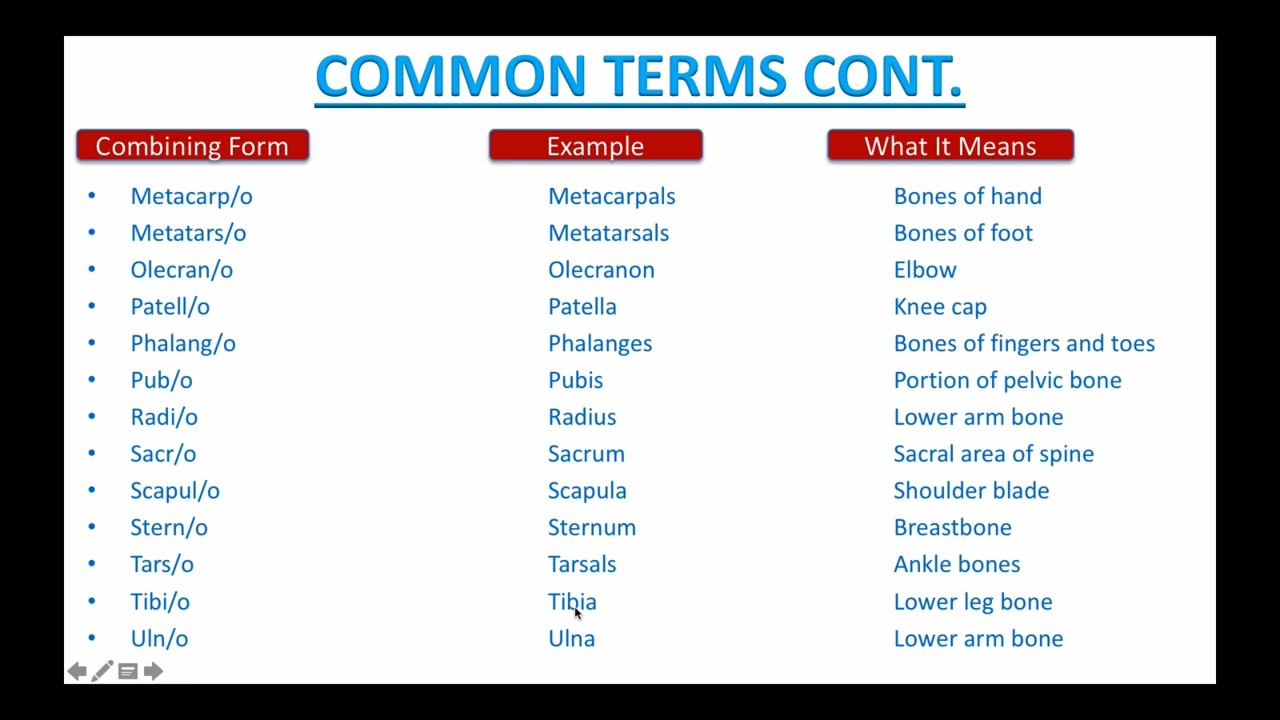 COMMON TERMS CONT.
Combining Form Example What It Means
• Metacarp/o Metacarpals Bones of hand
• Metatars/o Metatarsals Bones of foot
• Olecran/o Olecranon Elbow
• Patell/o Patella Knee cap
• Phalang/o Phalanges Bones of fingers and toes
• Pub/o Pubis Portion of pelvic bone
• Radi/o Radius Lower arm bone
• Sacr/o Sacrum Sacral area of spine
• Scapul/o Scapula Shoulder blade
• Stern/o Sternum Breastbone
• Tars/o Tarsals Ankle bones
• Tibi/o Tibia Lower leg bone
• Uln/o Ulna Lower arm bone